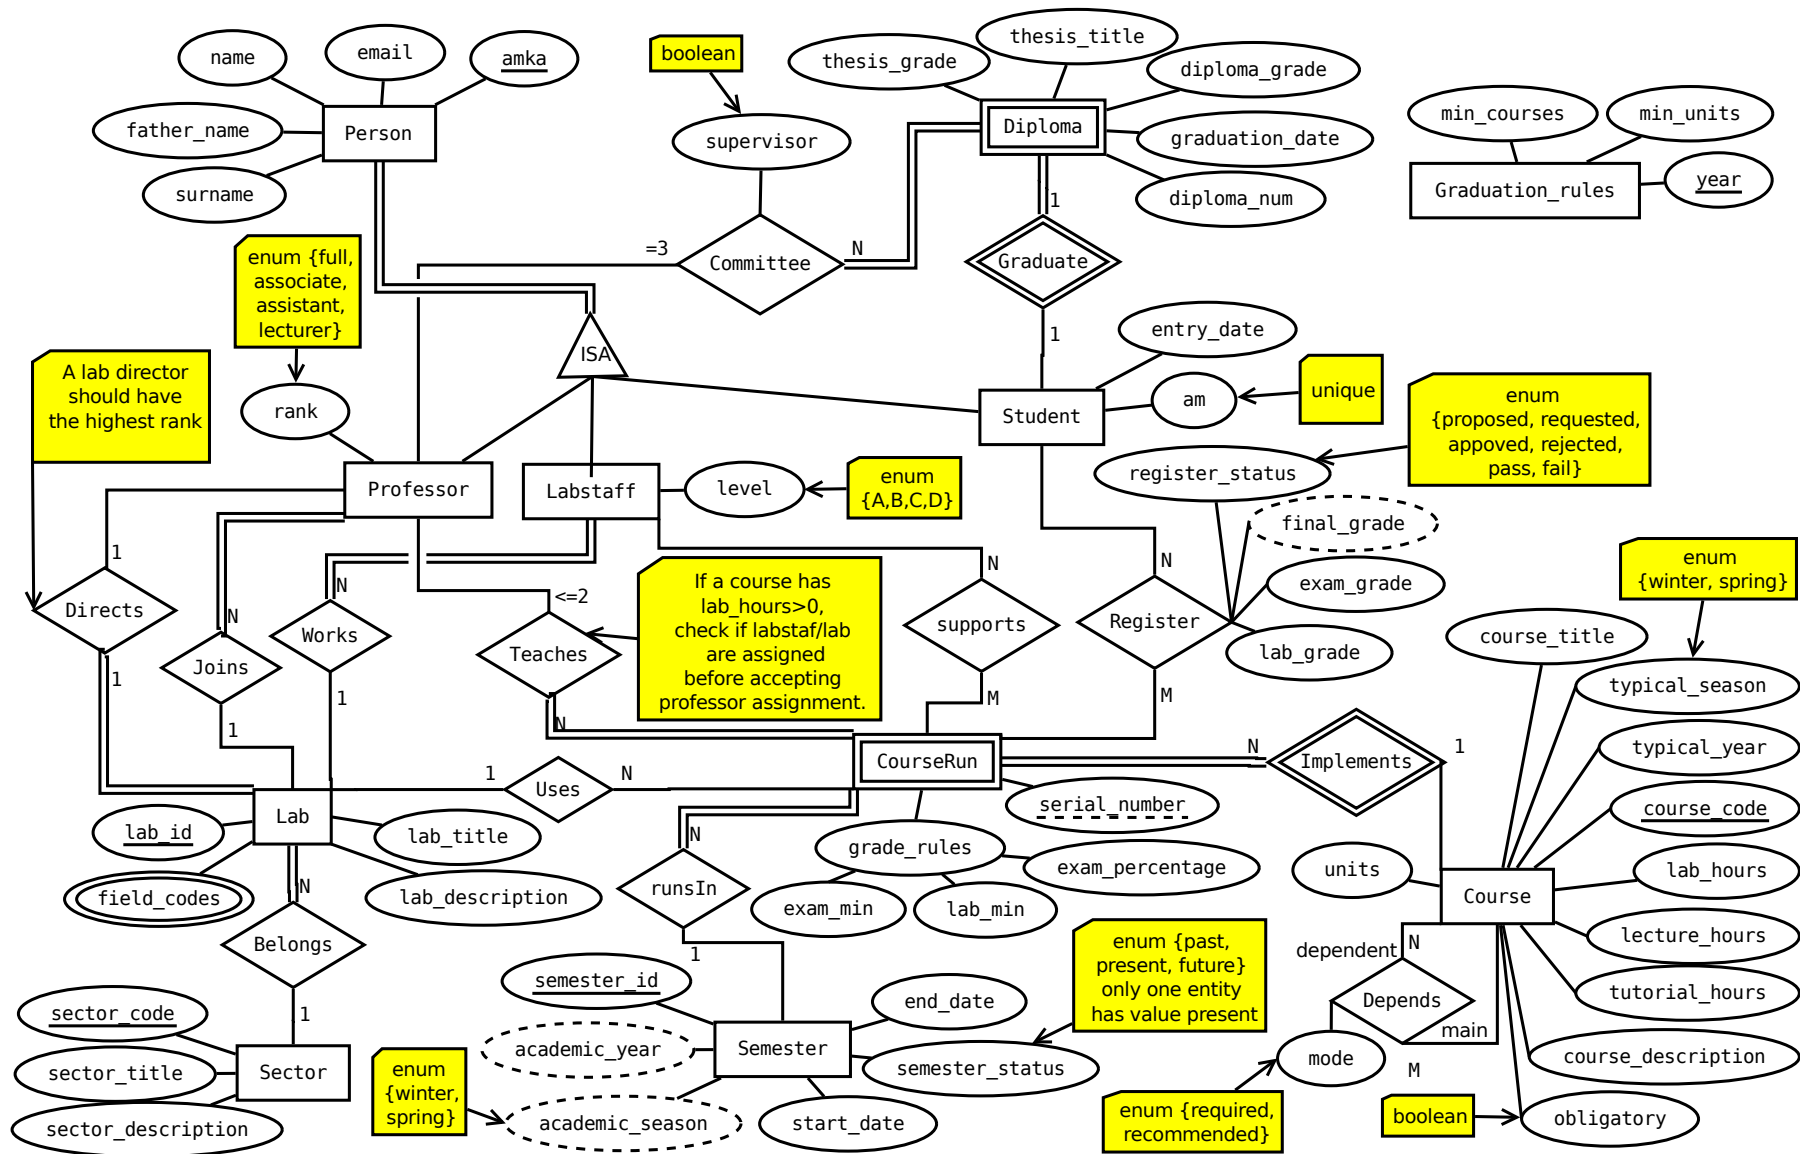 name
email
amka
father_name
Person
surname
boolean
supervisor
thesis_grade
thesis_title
diploma_grade
Diploma
graduation_date
diploma_num
min_courses
min_units
Graduation_rules
year
enum {full,
associate,
assistant,
lecturer}
=3
Committee
N
1
Graduate
1
A lab director
should have
the highest rank
rank
ISA
entry_date
Student
am
unique
enum
{proposed, requested,
appoved, rejected,
pass, fail}
Professor
Labstaff
level
enum
{A,B,C,D}
register_status
final_grade
exam_grade
lab_grade
enum
{winter, spring}
1
Directs
1
N
Joins
1
N
Works
1
<=2
Teaches
N
If a course has
lab_hours>0,
check if labstaf/lab
are assigned
before accepting
professor assignment.
N
supports
M
N
Register
M
course_title
typical_season
typical_year
course_code
lab_hours
lecture_hours
tutorial_hours
course_description
obligatory
units
Course
CourseRun
N
Implements
1
1
Uses
N
serial_number
grade_rules
exam_percentage
exam_min
lab_min
lab_id
Lab
lab_title
field_codes
lab_description
N
Belongs
1
N
runsIn
1
sector_code
sector_title
Sector
sector_description
semester_id
academic_year
Semester
academic_season
start_date
end_date
semester_status
enum
{winter,
spring}
enum {past,
present, future}
only one entity
has value present
dependent
N
Depends
main
M
mode
enum {required,
recommended}
boolean